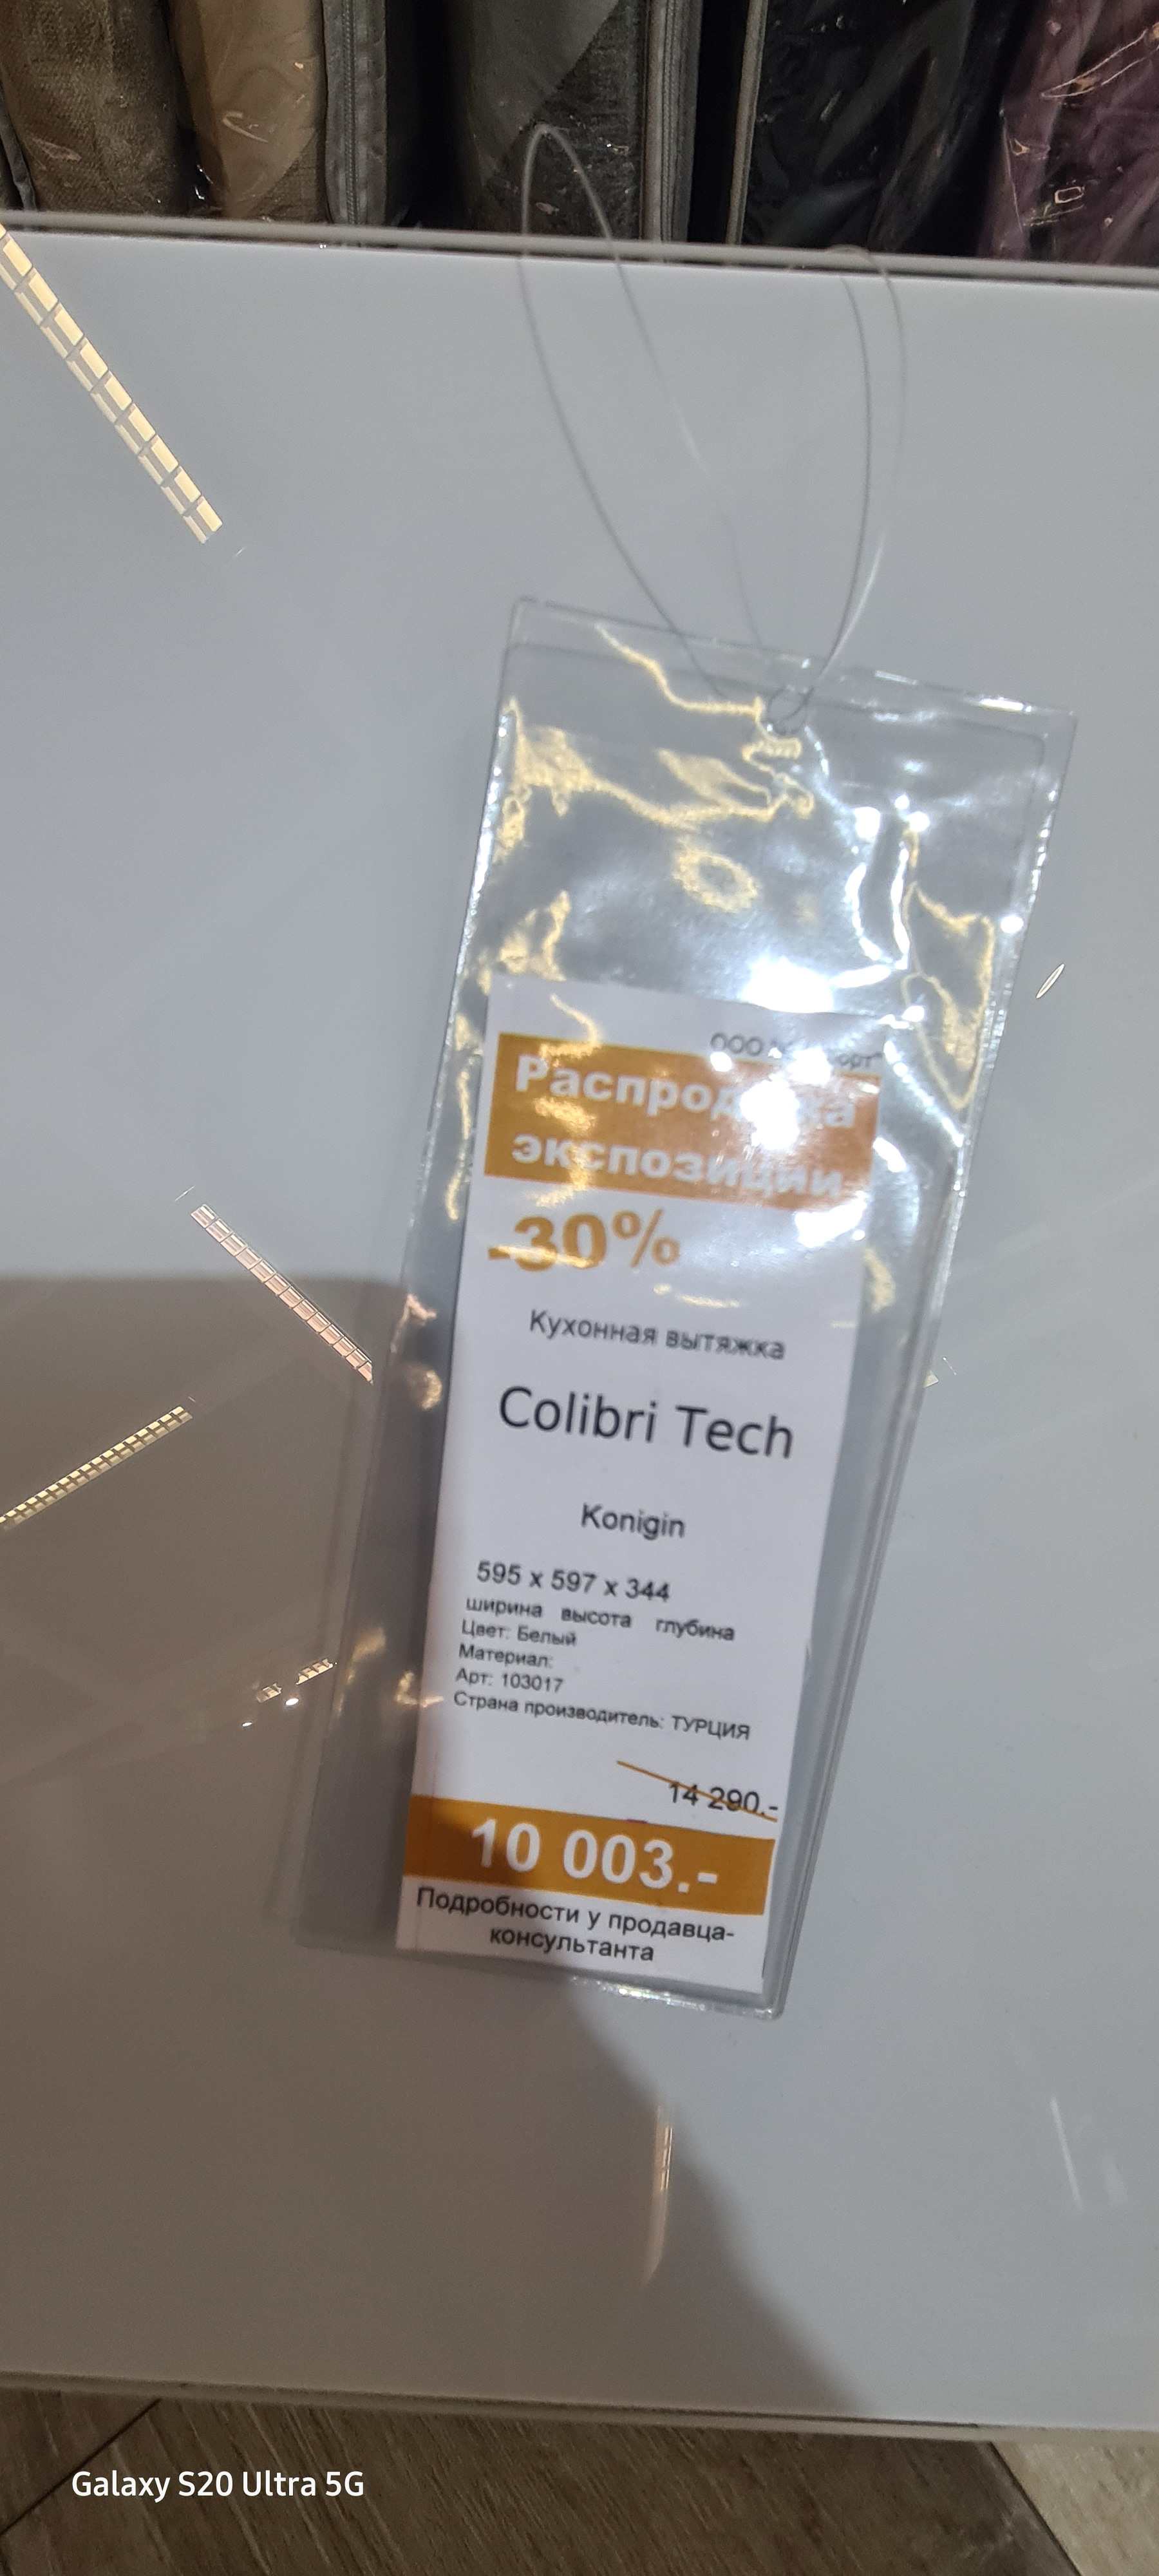 ООО
Распродажа
экспозиции
-30%
Кухонная вытяжка
Colibri Tech
Konigin
595 x 597 x 344
ширина высота глубина
Цвет: Белый
Материал:
Арт: 103017
Страна производитель: ТУРЦИЯ
14 290.-
10 003.-
Подробности у продавца-
консультанта
Galaxy S20 Ultra 5G